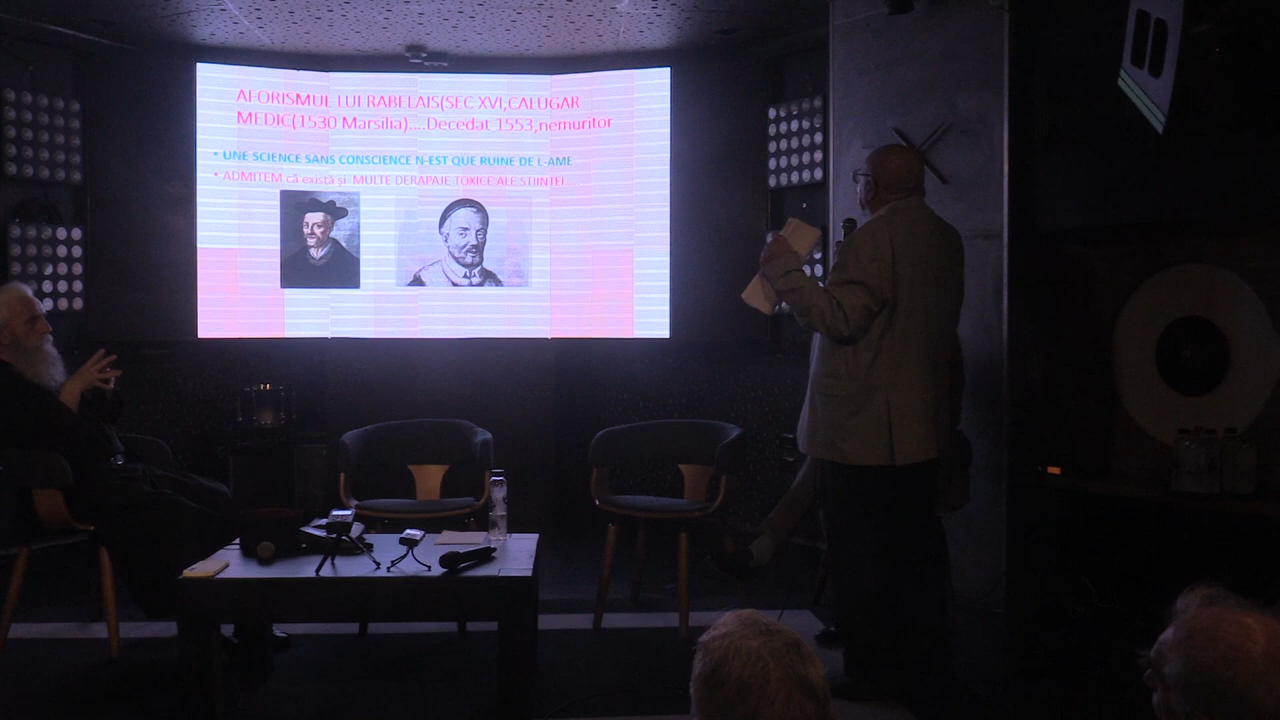 AFORISMUL LUI RABELAIS(SEC XVI,CALUGAR
MEDIC(1530 Marsilia)....Decedat 1553,nemuritor
• UNE SCIENCE SANS CONSCIENCE N-EST QUE RUINE DE L-AME
• ADMITEM că există şi MULTE DERAPAJE TOXICE ALE STIINTEI....